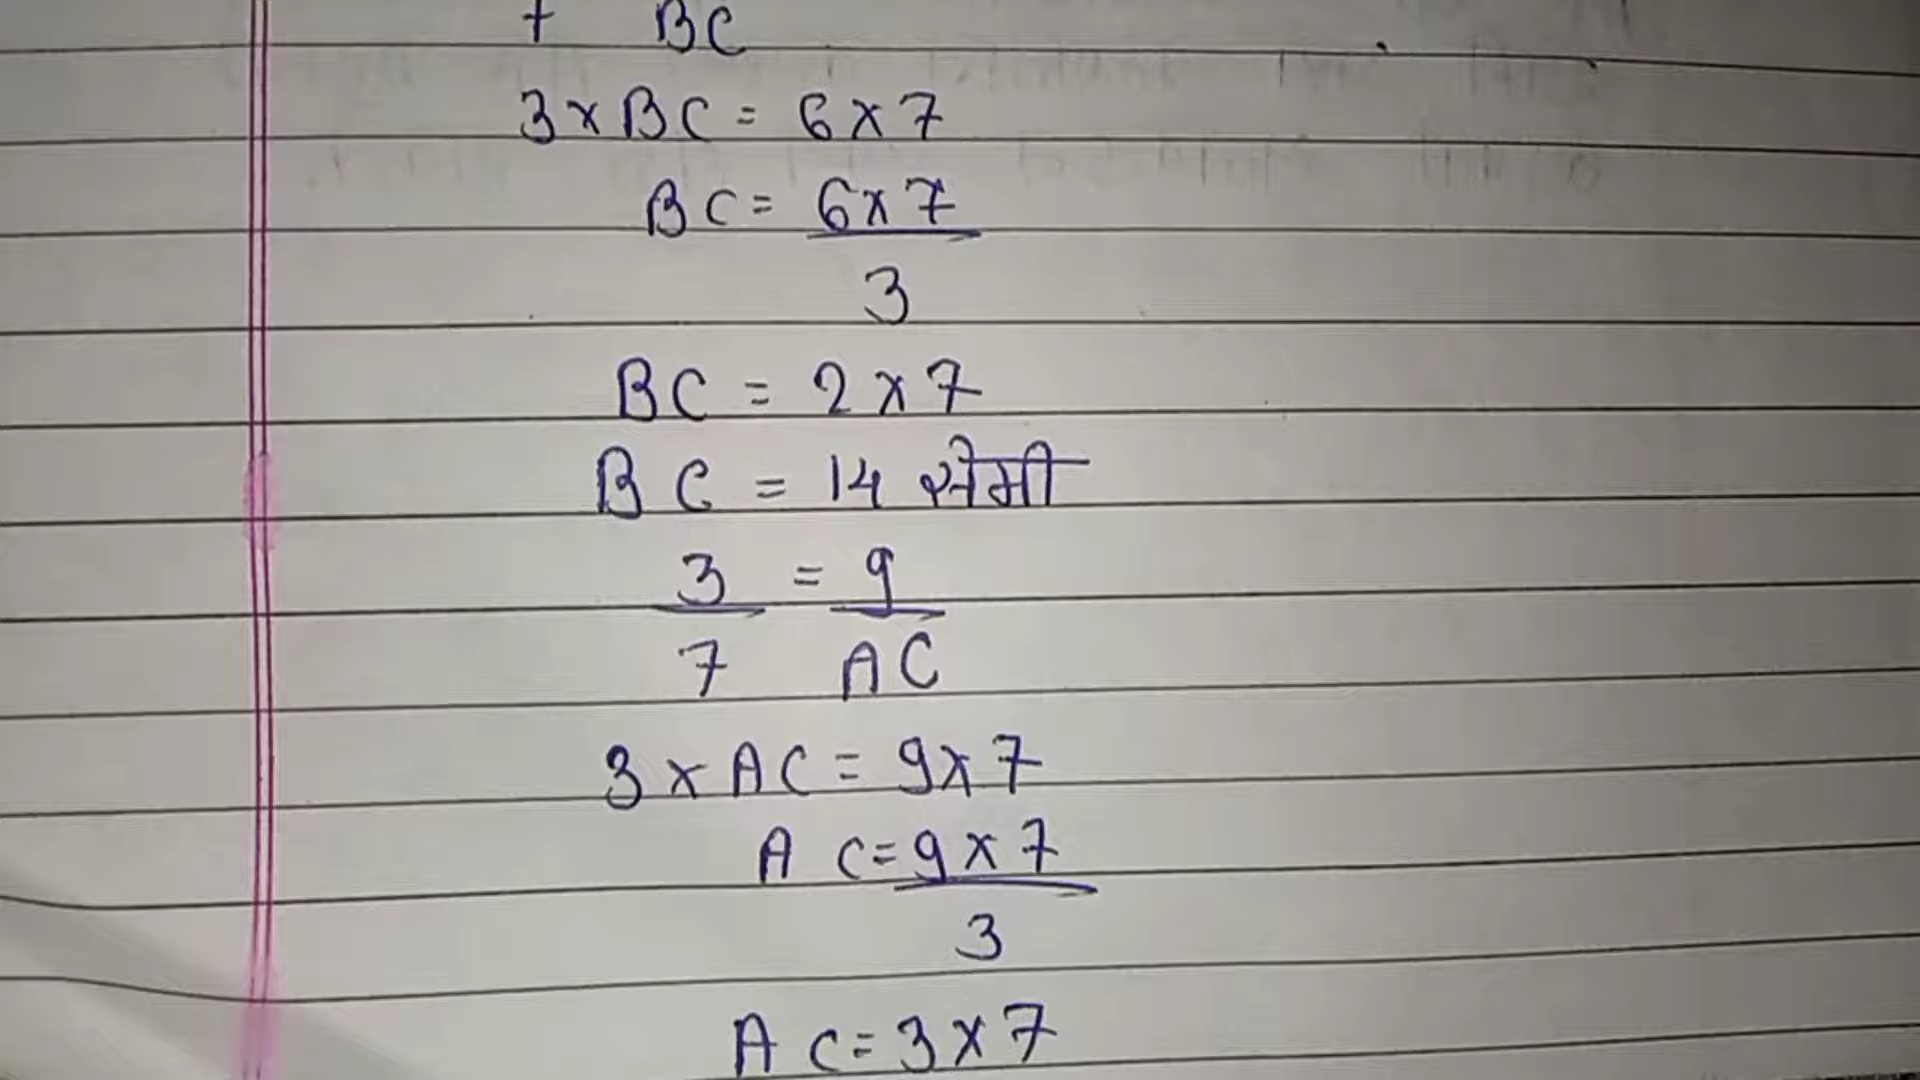 7 BC
3 × BC = 6 × 7
BC = 6 × 7
3
BC = 2 × 7
BC = 14 सेमी
3 = 9
7 AC
3 × AC = 9 × 7
AC = 9 × 7
3
AC = 3 × 7